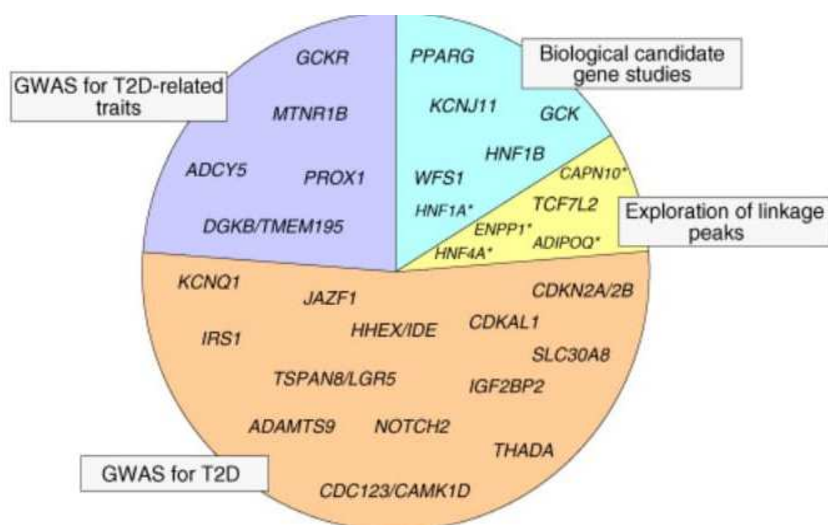 GCKR
PPARG
Biological candidate
gene studies
GWAS for T2D-related
traits
MTNR1B
KCNJ11
GCK
HNF1B
ADCY5
PROX1
WFS1
CAPN10*
HNF1A*
TCF7L2
Exploration of linkage
peaks
DGKB/TMEM195
ENPP1*
ADIPOQ*
HNF4A*
KCNQ1
JAZF1
CDKN2A/2B
IRS1
HHEX/IDE
CDKAL1
SLC30A8
TSPAN8/LGR5
IGF2BP2
ADAMTS9
NOTCH2
THADA
GWAS for T2D
CDC123/CAMK1D